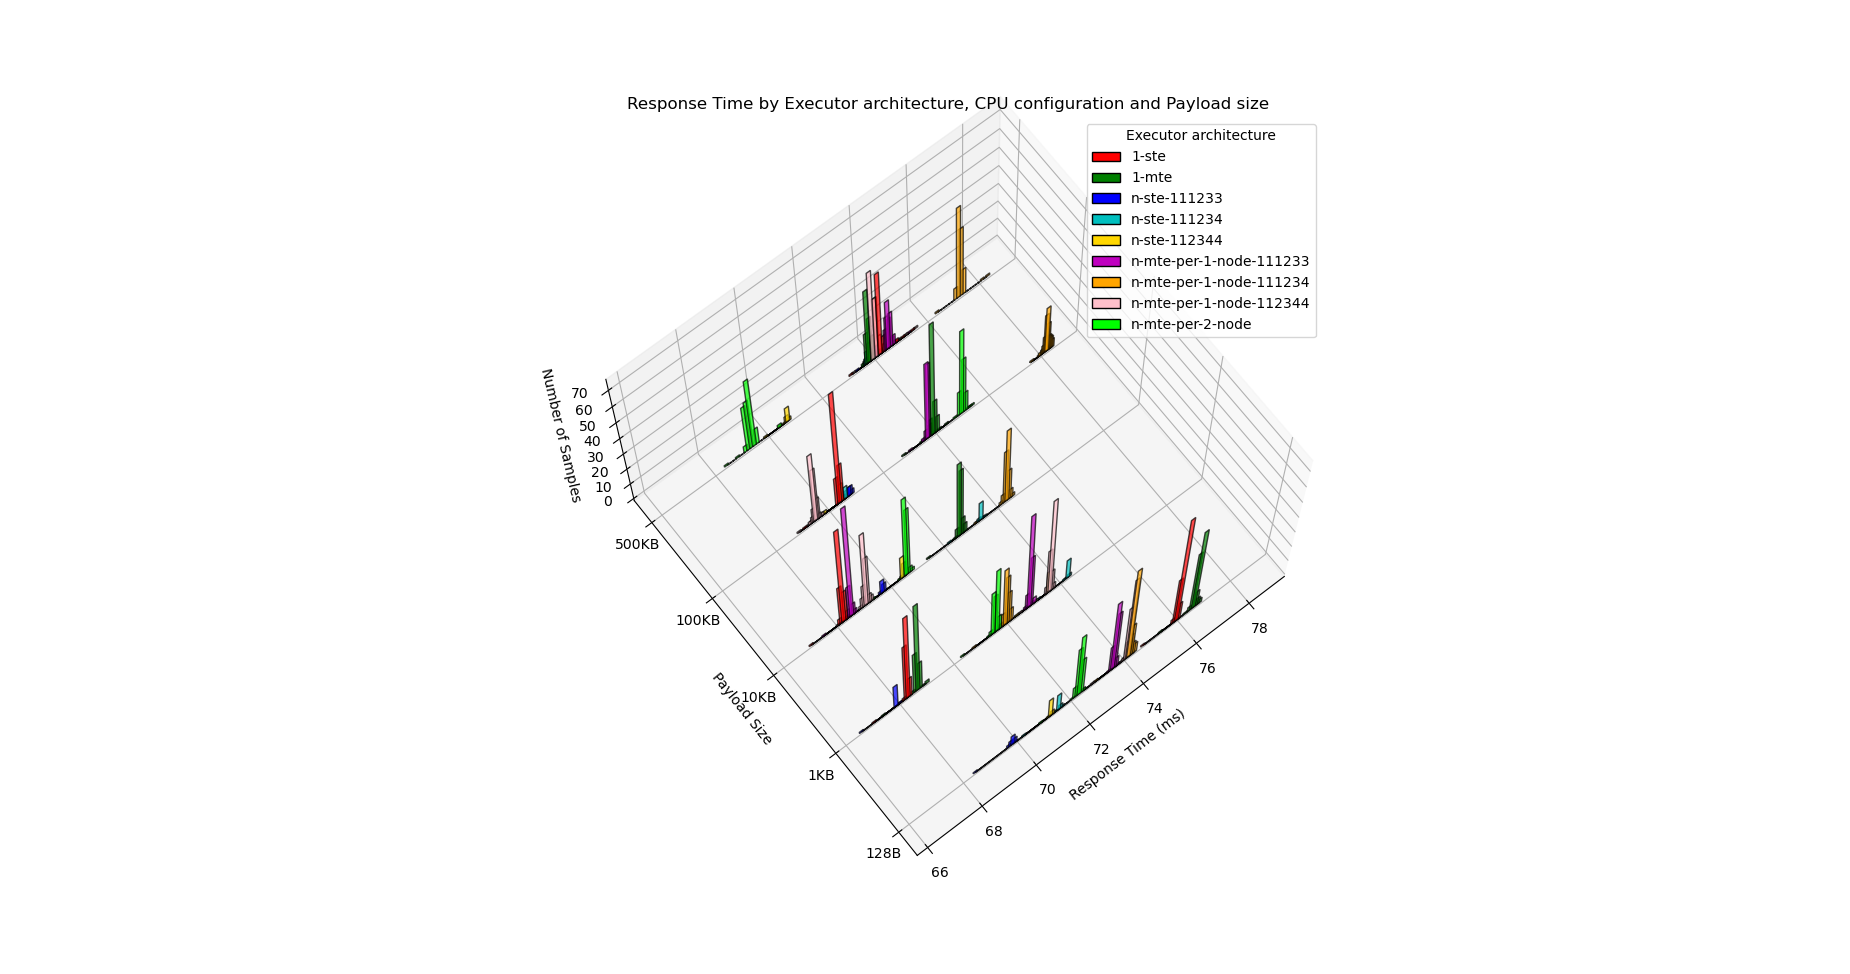 Response Time by Executor architecture, CPU configuration and Payload size
Executor architecture
1-ste
1-mte
n-ste-111233
n-ste-111234
n-ste-112344
n-mte-per-1-node-111233
n-mte-per-1-node-111234
n-mte-per-1-node-112344
n-mte-per-2-node
Number of Samples
70
60
50
40
30
20
10
0
500KB
100KB
10KB
1KB
128B
Payload Size
66
68
70
72
74
76
78
Response Time (ms)